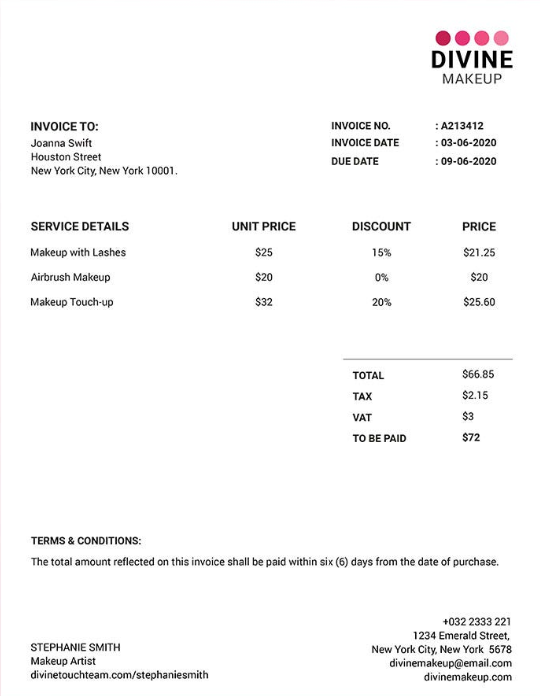 DIVINE
MAKEUP
INVOICE TO:
Joanna Swift
Houston Street
New York City, New York 10001.
INVOICE NO. : A213412
INVOICE DATE : 03-06-2020
DUE DATE : 09-06-2020
SERVICE DETAILS UNIT PRICE DISCOUNT PRICE
Makeup with Lashes $25 15% $21.25
Airbrush Makeup $20 0% $20
Makeup Touch-up $32 20% $25.60
TOTAL $66.85
TAX $2.15
VAT $3
TO BE PAID $72
TERMS & CONDITIONS:
The total amount reflected on this invoice shall be paid within six (6) days from the date of purchase.
STEPHANIE SMITH
Makeup Artist
divinetouchteam.com/stephaniesmith
+032 2333 221
1234 Emerald Street,
New York City, New York 5678
divinemakeup@email.com
divinemakeup.com